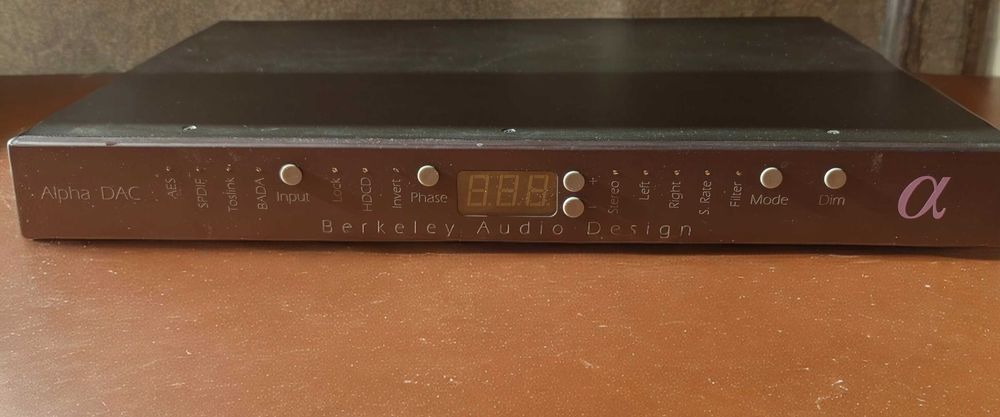 Alpha DAC
AES
SPDIF
Toslink
BADA
Input
Lock
HDCD
Invert
Phase
+
-
Stereo
Left
Right
S. Rate
Filter
Mode
Dim
α
Berkeley Audio Design